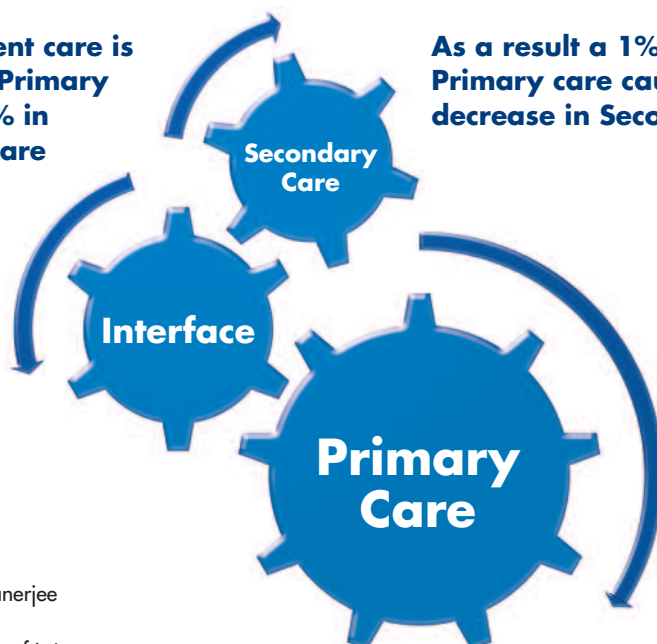 ent care is
Primary
% in
are
As a result a 1%
Primary care cau
decrease in Seco
Secondary
Care
Interface
Primary
Care
anerjee